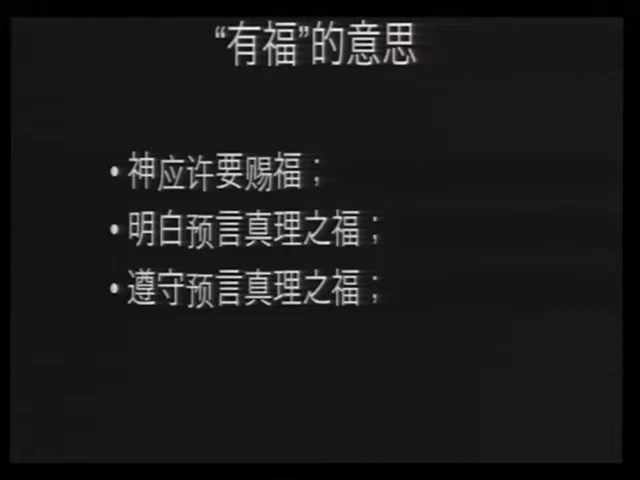 “有福”的意思
•神应许要赐福；
•明白预言真理之福；
•遵守预言真理之福；